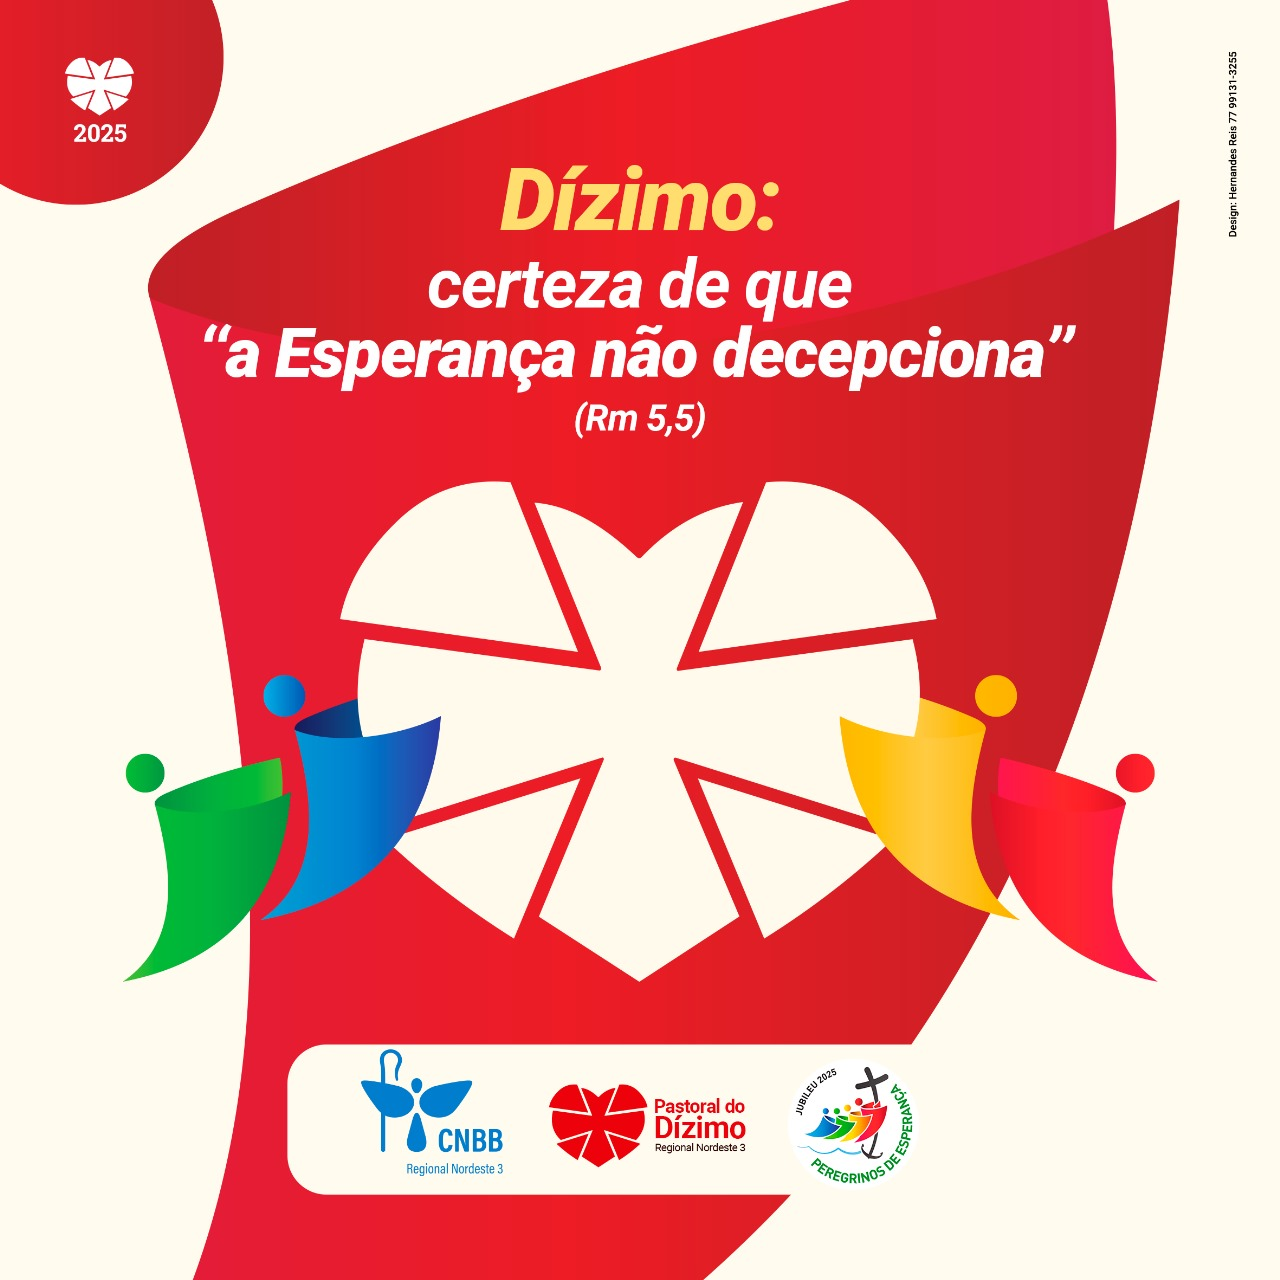 2025
Design: Hernandes Reis 77 99131-3255
Dízimo:
certeza de que
“a Esperança não decepciona”
(Rm 5,5)
CNBB
Regional Nordeste 3
Pastoral do
Dízimo
Regional Nordeste 3
JUBILEU 2025
PEREGRINOS DE ESPERANÇA